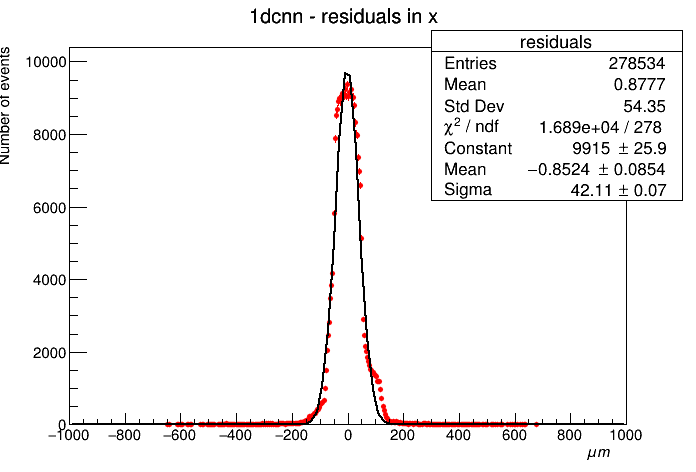 1dcnn - residuals in x
residuals
Entries 278534
Mean 0.8777
Std Dev 54.35
χ² / ndf 1.689e+04 / 278
Constant 9915 ± 25.9
Mean −0.8524 ± 0.0854
Sigma 42.11 ± 0.07
Number of events
10000
8000
6000
4000
2000
0
−1000 −800 −600 −400 −200 0 200 400 600 800 1000
μm